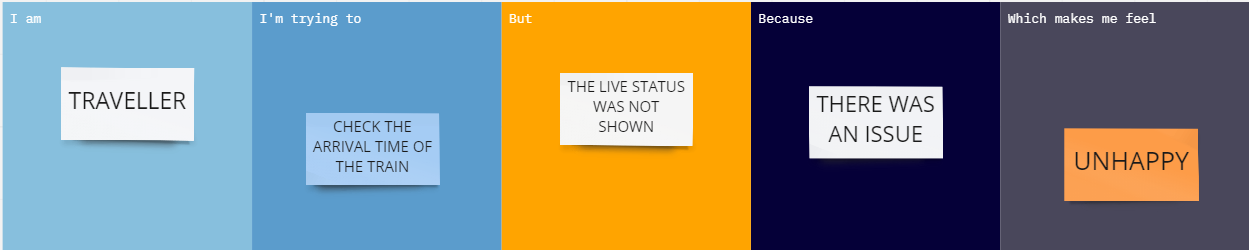 I am
TRAVELLER
I'm trying to
CHECK THE
ARRIVAL TIME OF
THE TRAIN
But
THE LIVE STATUS
WAS NOT
SHOWN
Because
THERE WAS
AN ISSUE
Which makes me feel
UNHAPPY